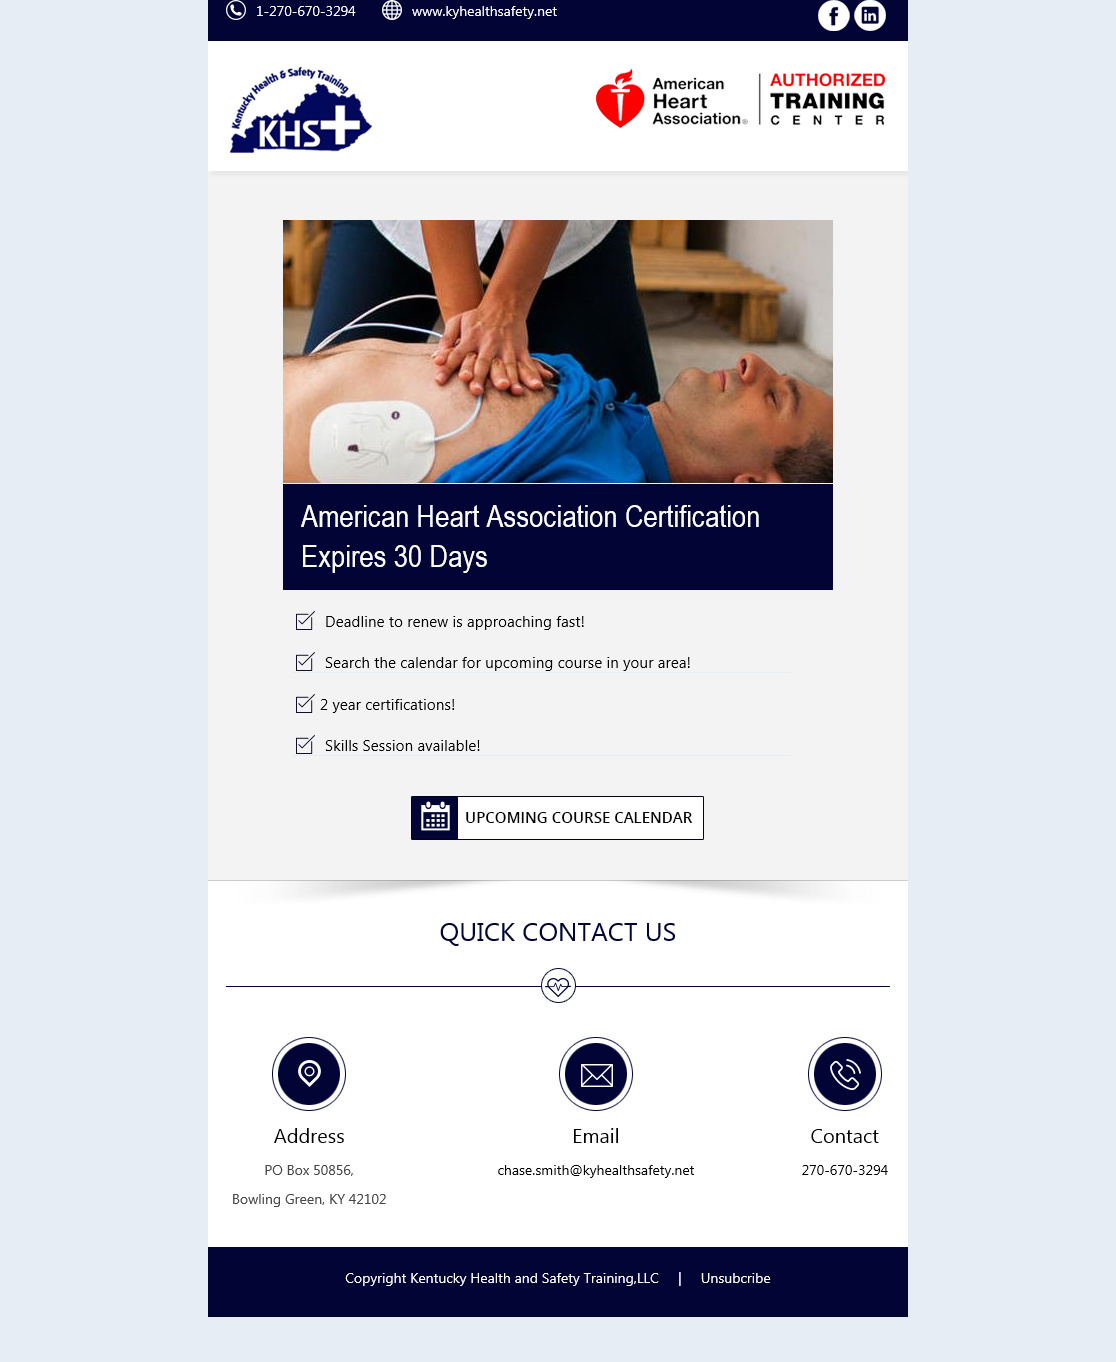 1-270-670-3294 www.kyhealthsafety.net
Kentucky Health & Safety Training
KHS
American
Heart
Association®
AUTHORIZED
TRAINING
CENTER
American Heart Association Certification
Expires 30 Days
Deadline to renew is approaching fast!
Search the calendar for upcoming course in your area!
2 year certifications!
Skills Session available!
UPCOMING COURSE CALENDAR
QUICK CONTACT US
Address
PO Box 50856,
Bowling Green, KY 42102
Email
chase.smith@kyhealthsafety.net
Contact
270-670-3294
Copyright Kentucky Health and Safety Training,LLC | Unsubcribe